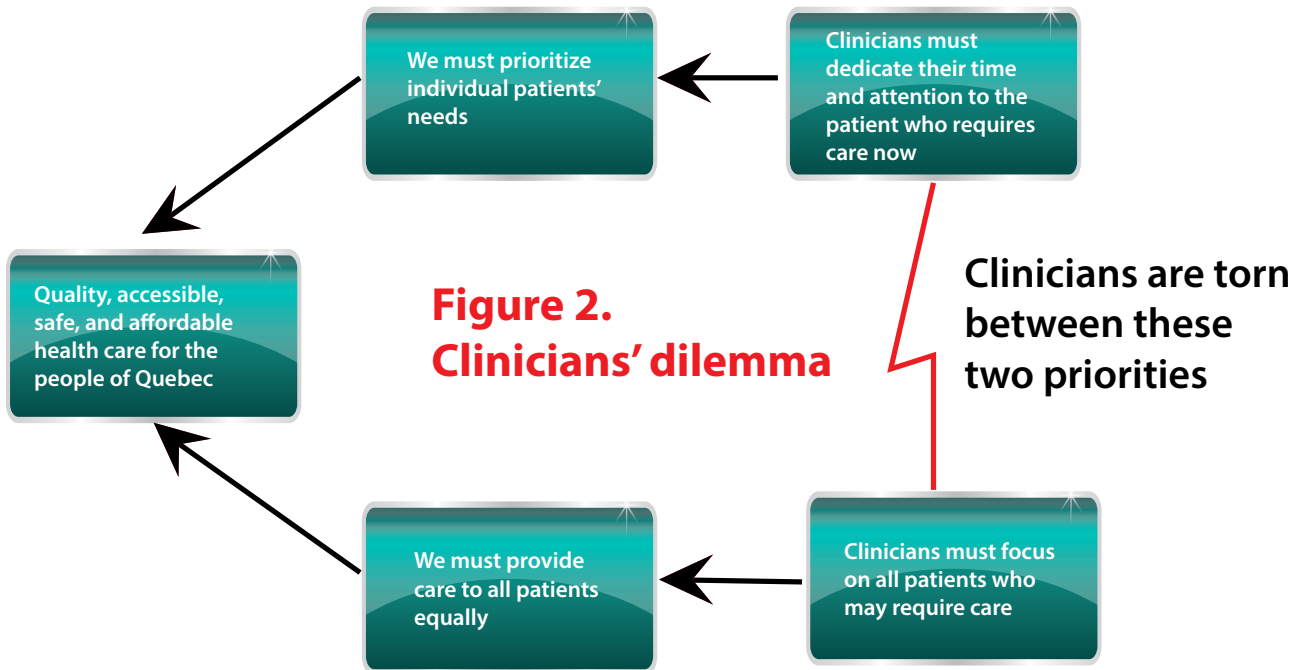 We must prioritize
individual patients’
needs
Clinicians must
dedicate their time
and attention to the
patient who requires
care now
Quality, accessible,
safe, and affordable
health care for the
people of Quebec
Figure 2.
Clinicians’ dilemma
Clinicians are torn
between these
two priorities
We must provide
care to all patients
equally
Clinicians must focus
on all patients who
may require care